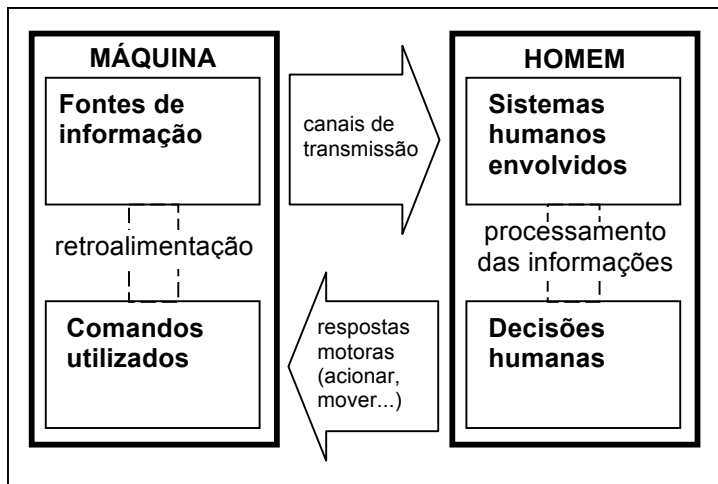 MÁQUINA
Fontes de
informação
retroalimentação
Comandos
utilizados
canais de
transmissão
respostas
motoras
(acionar,
mover...)
HOMEM
Sistemas
humanos
envolvidos
processamento
das informações
Decisões
humanas